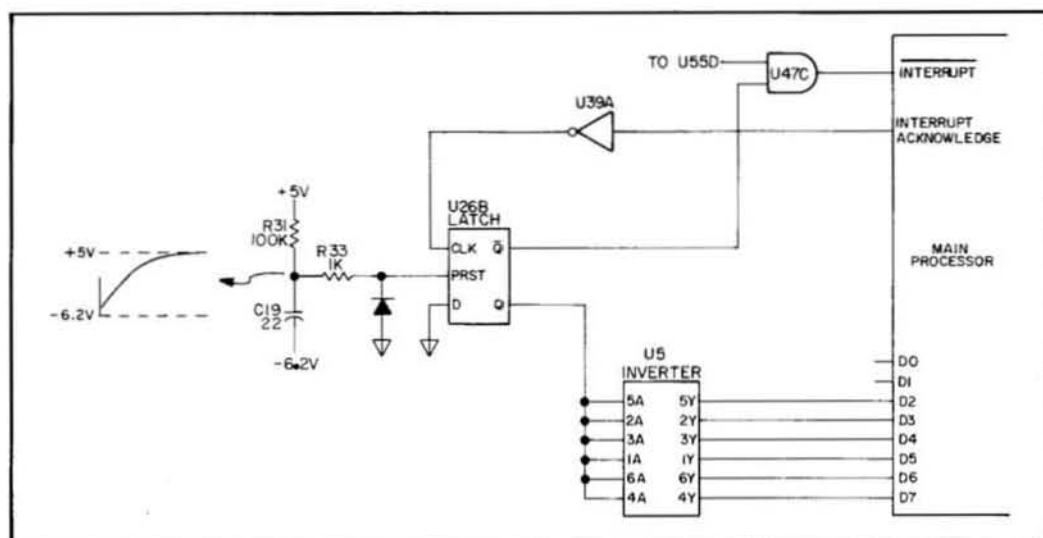 TO U55D
U47C
INTERRUPT
U39A
INTERRUPT
ACKNOWLEDGE
+5V
U26B
LATCH
R31
100K
R33
1K
CLK
Q
+5V
PRST
MAIN
PROCESSOR
C19
22
D
Q
-6.2V
-6.2V
U5
INVERTER
D0
D1
5A 5Y D2
2A 2Y D3
3A 3Y D4
1A 1Y D5
6A 6Y D6
4A 4Y D7